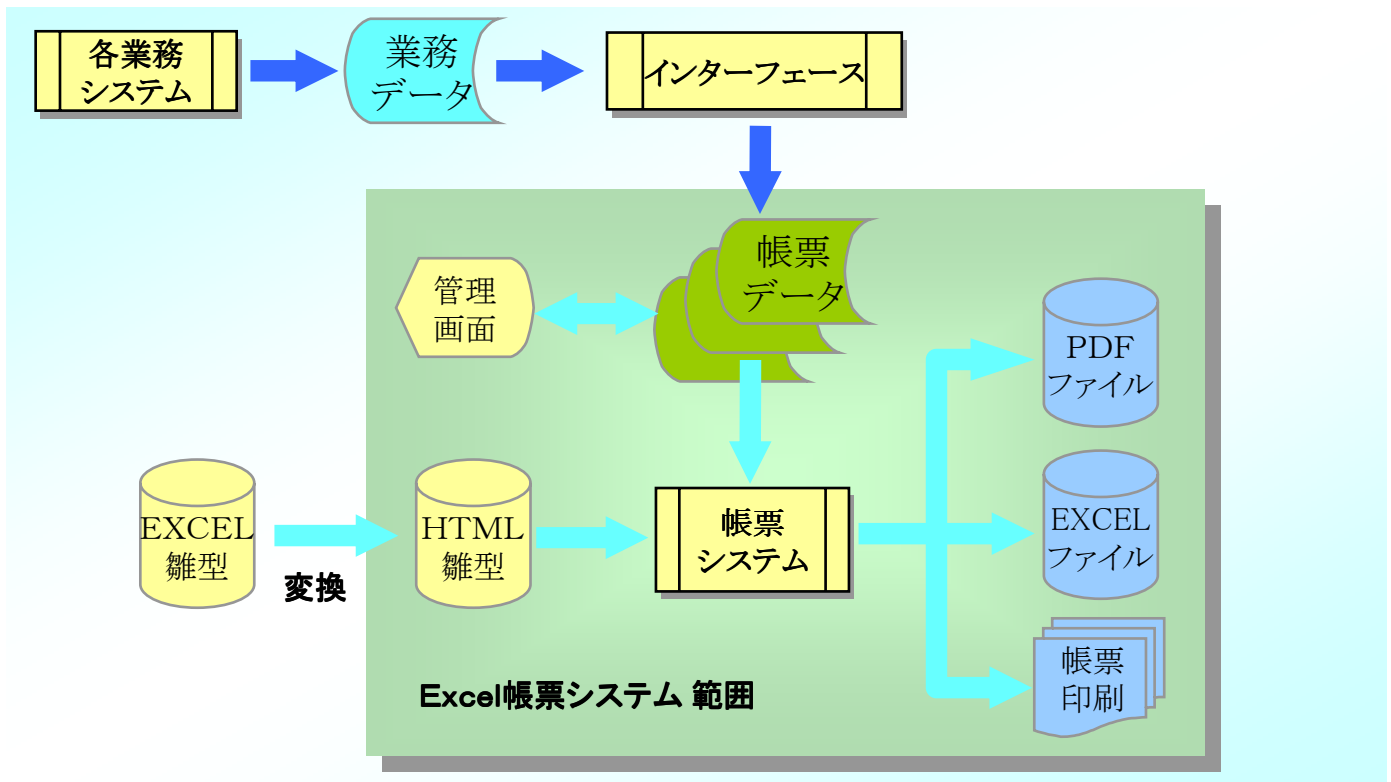 各業務
システム
業務
データ
インターフェース
帳票
データ
管理
画面
PDF
ファイル
EXCEL
雛型
変換
HTML
雛型
帳票
システム
EXCEL
ファイル
帳票
印刷
Excel帳票システム 範囲